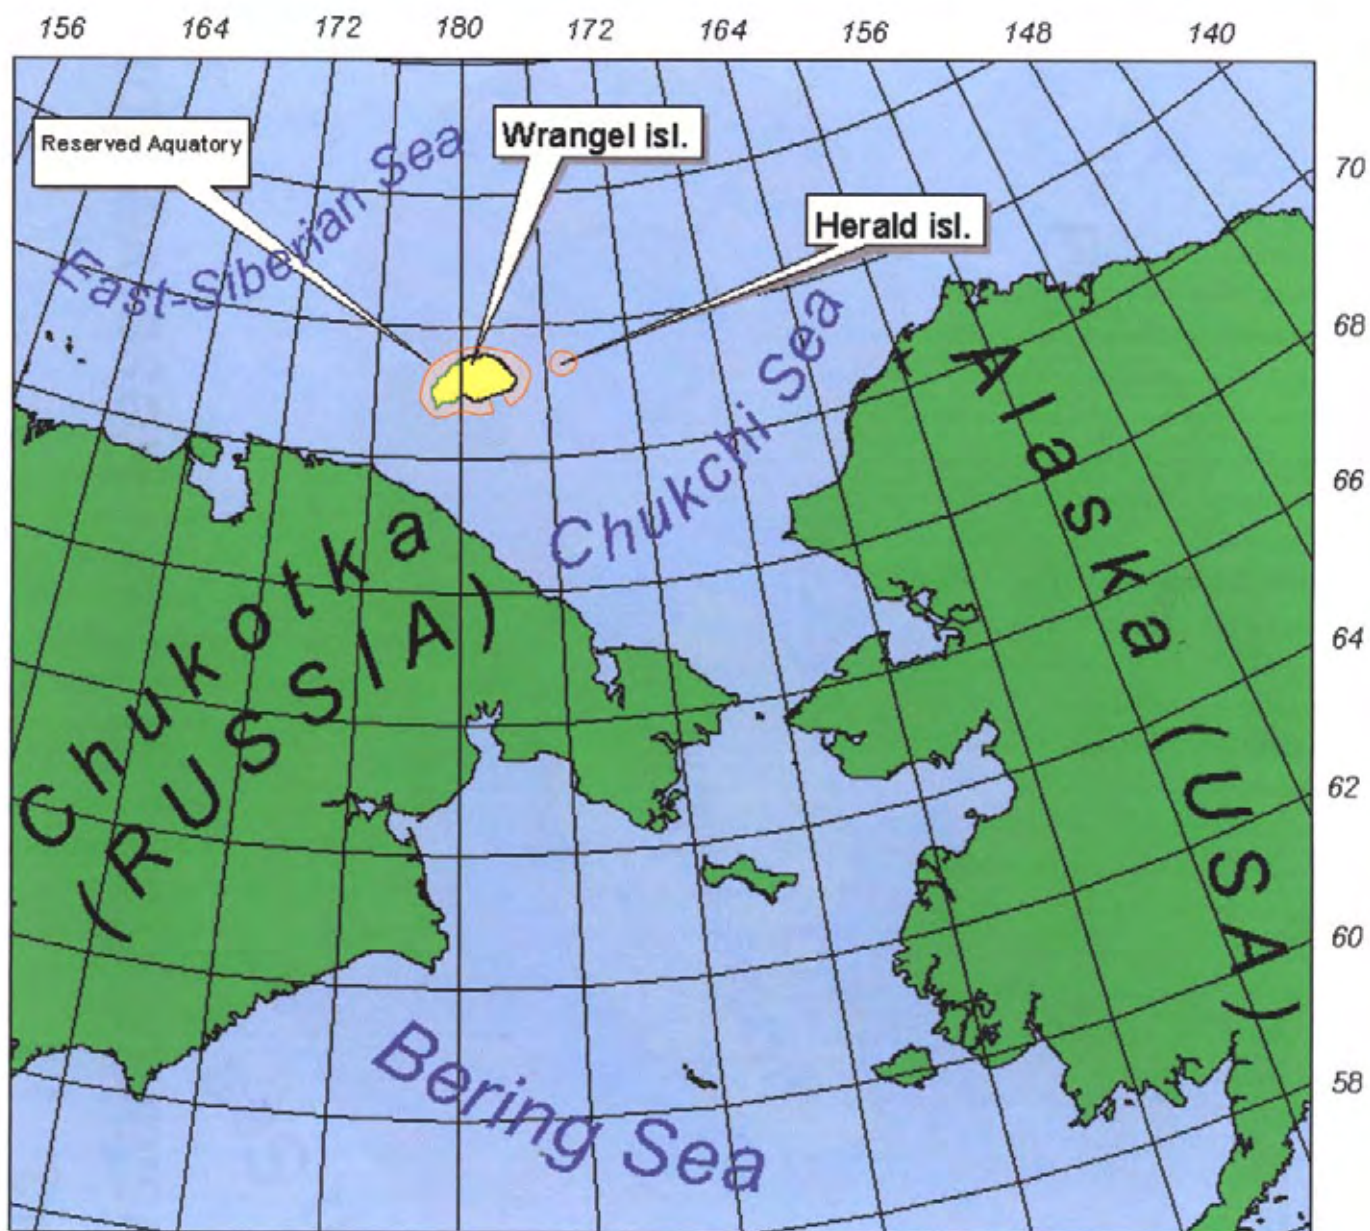 156 164 172 180 172 164 156 148 140
Reserved Aquatory
Wrangel isl.
Herald isl.
East-Siberian Sea
Chukchi Sea
Alaska (USA)
Chukotka
(RUSSIA)
Bering Sea
70
68
66
64
62
60
58